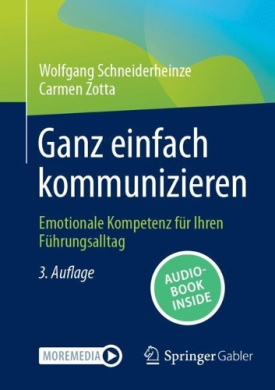 Wolfgang Schneiderheinze
Carmen Zotta
Ganz einfach
kommunizieren
Emotionale Kompetenz für Ihren
Führungsalltag
3. Auflage
AUDIO-
BOOK
INSIDE
MOREMEDIA
Springer Gabler